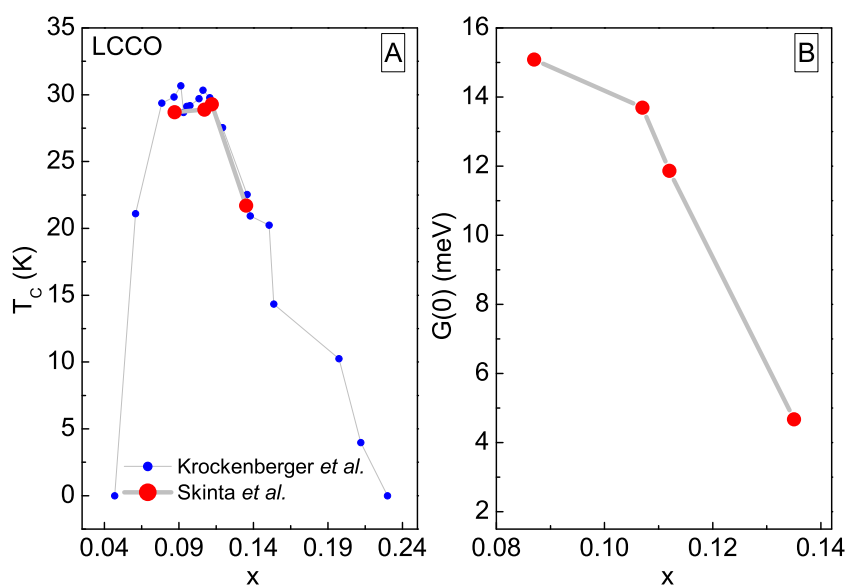 LCCO
A
35
30
25
20
15
10
5
0
T_C (K)
Krockenberger et al.
Skinta et al.
0.04 0.09 0.14 0.19 0.24
x
B
16
14
12
10
8
6
4
2
G(0) (meV)
0.08 0.10 0.12 0.14
x